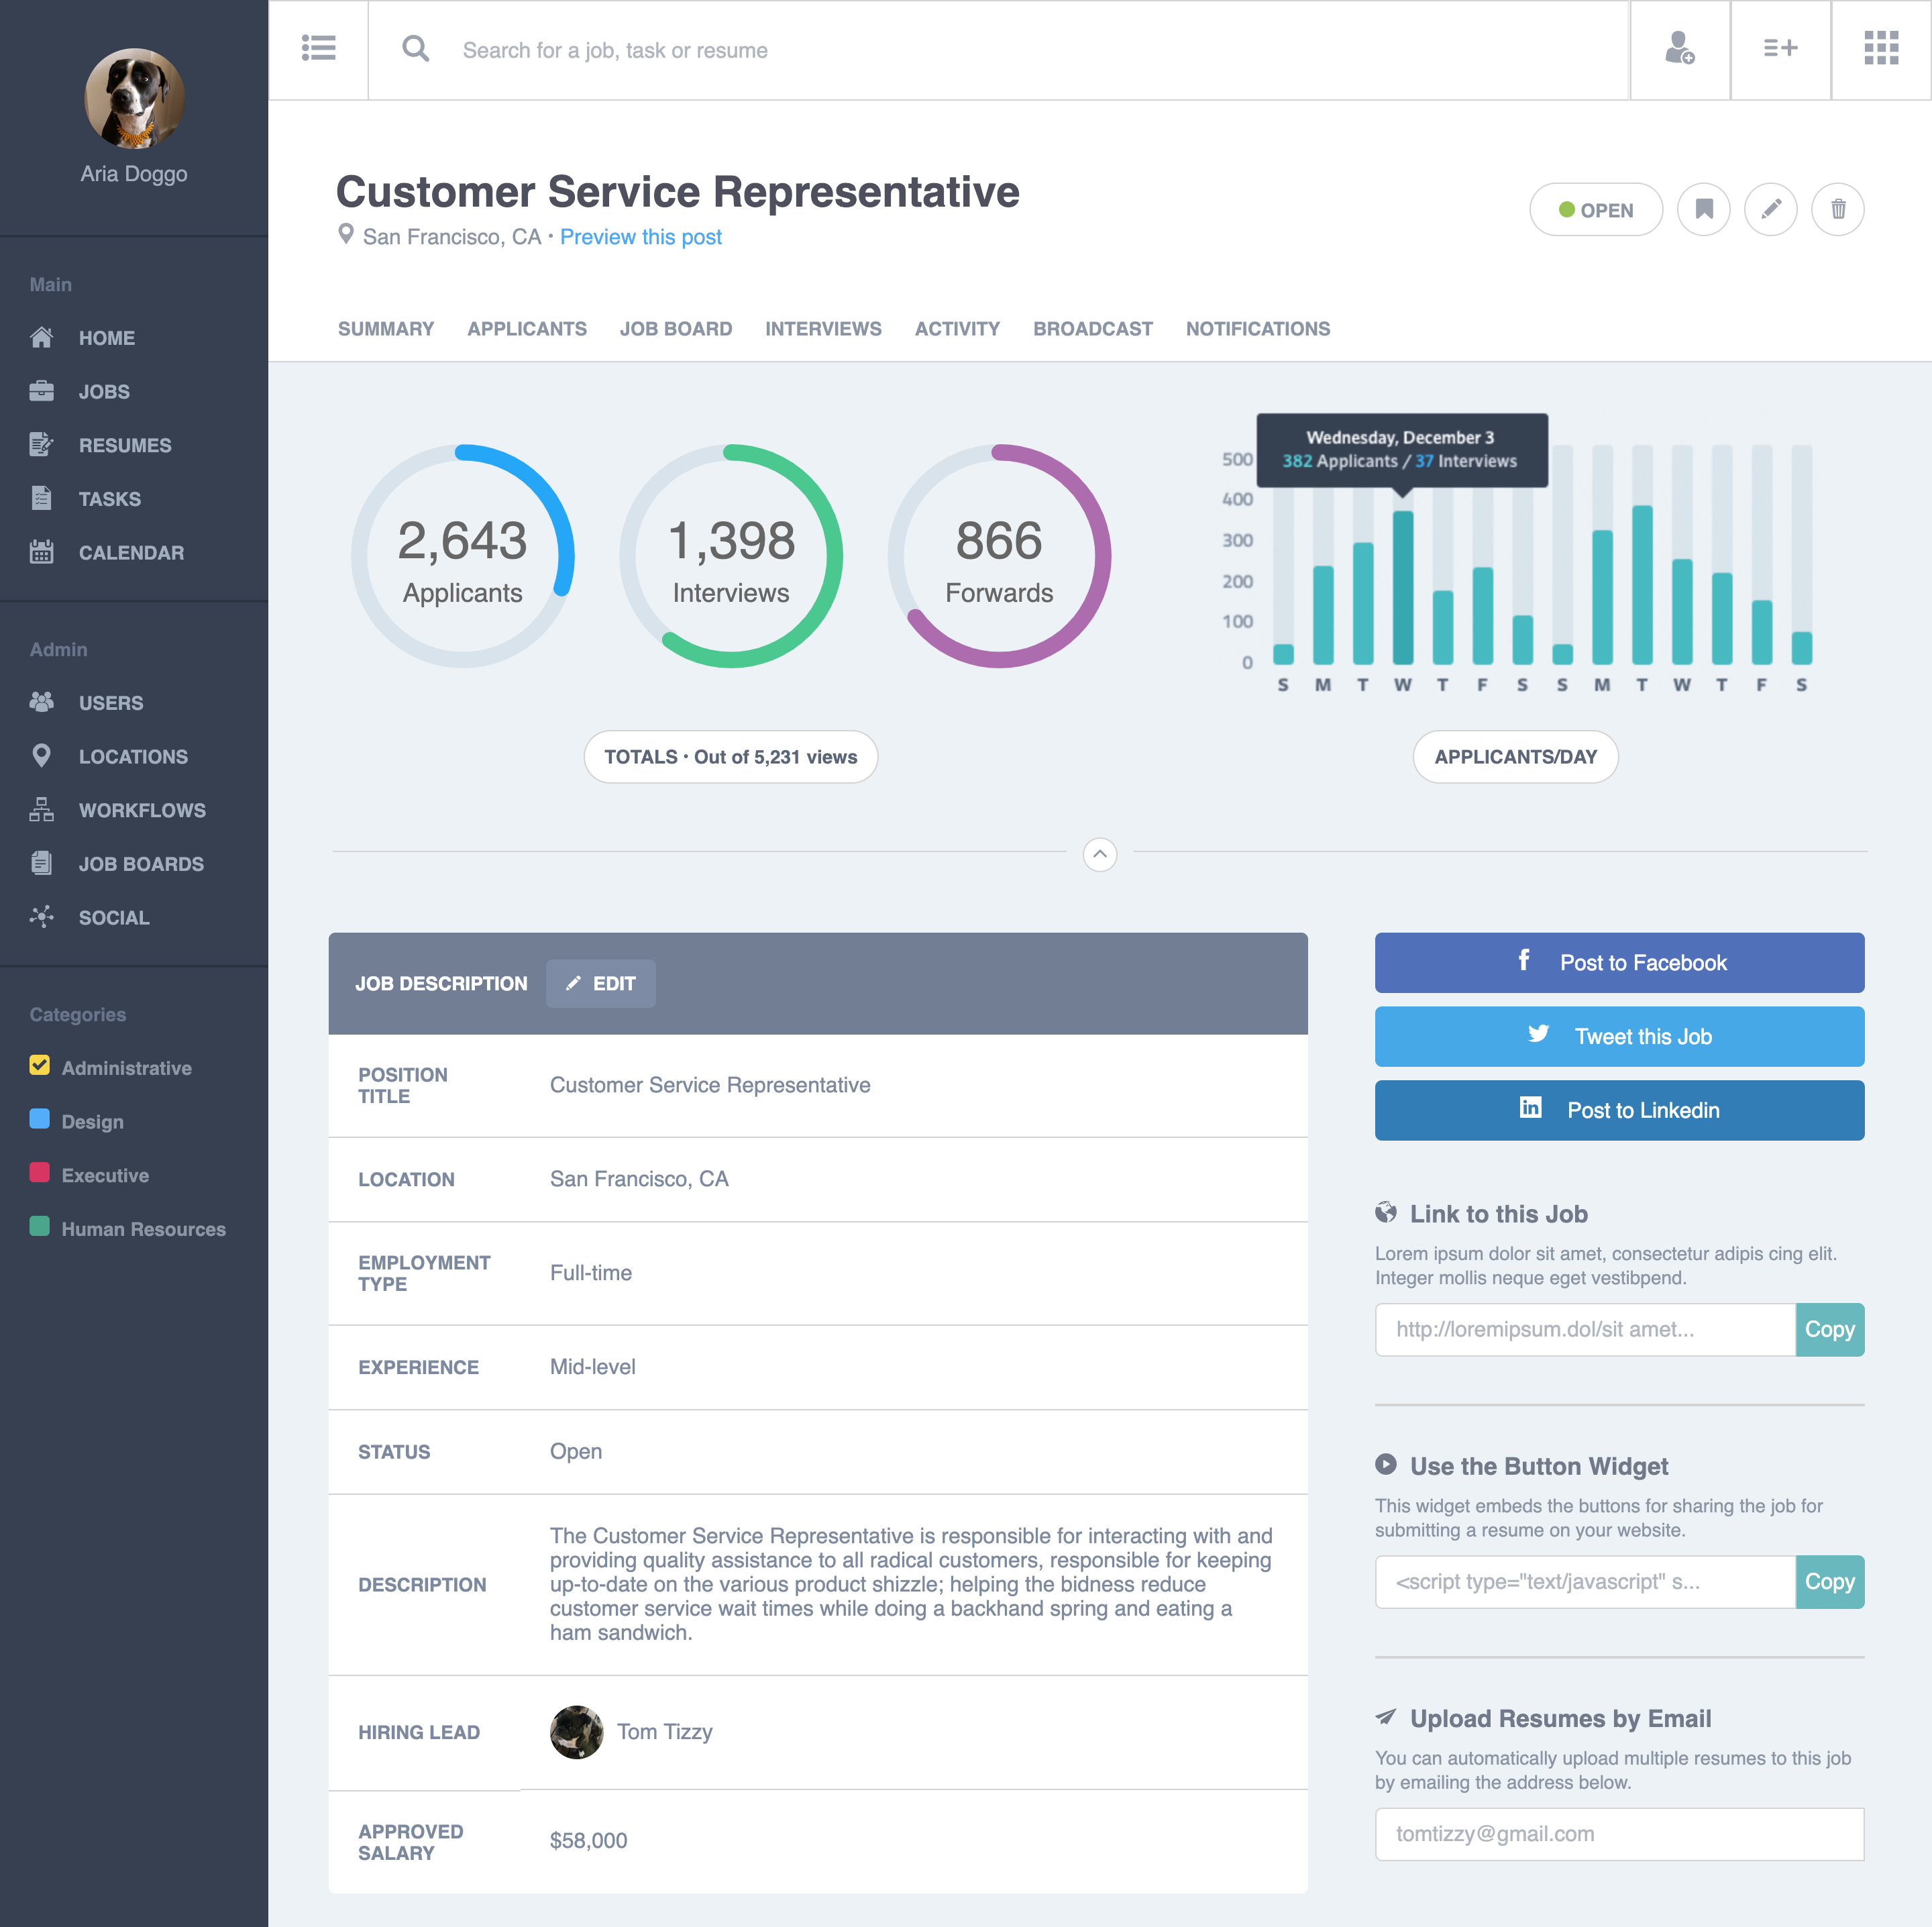 Aria Doggo
Main
HOME
JOBS
RESUMES
TASKS
CALENDAR
Admin
USERS
LOCATIONS
WORKFLOWS
JOB BOARDS
SOCIAL
Categories
Administrative
Design
Executive
Human Resources
Search for a job, task or resume
Customer Service Representative
San Francisco, CA • Preview this post
OPEN
SUMMARY APPLICANTS JOB BOARD INTERVIEWS ACTIVITY BROADCAST NOTIFICATIONS
2,643
Applicants
1,398
Interviews
866
Forwards
TOTALS • Out of 5,231 views
Wednesday, December 3
382 Applicants / 37 Interviews
500
400
300
200
100
0
S M T W T F S S M T W T F S
APPLICANTS/DAY
JOB DESCRIPTION EDIT
POSITION
TITLE
Customer Service Representative
LOCATION
San Francisco, CA
EMPLOYMENT
TYPE
Full-time
EXPERIENCE
Mid-level
STATUS
Open
DESCRIPTION
The Customer Service Representative is responsible for interacting with and
providing quality assistance to all radical customers, responsible for keeping
up-to-date on the various product shizzle; helping the bidness reduce
customer service wait times while doing a backhand spring and eating a
ham sandwich.
HIRING LEAD
Tom Tizzy
APPROVED
SALARY
$58,000
f Post to Facebook
Tweet this Job
in Post to Linkedin
Link to this Job
Lorem ipsum dolor sit amet, consectetur adipis cing elit.
Integer mollis neque eget vestibpend.
http://loremipsum.dol/sit amet... Copy
Use the Button Widget
This widget embeds the buttons for sharing the job for
submitting a resume on your website.
<script type="text/javascript" s... Copy
Upload Resumes by Email
You can automatically upload multiple resumes to this job
by emailing the address below.
tomtizzy@gmail.com